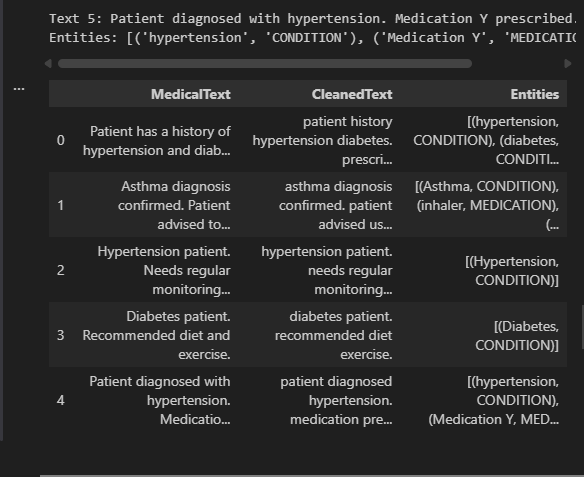 Text 5: Patient diagnosed with hypertension. Medication Y prescribed.
Entities: [('hypertension', 'CONDITION'), ('Medication Y', 'MEDICATIO
...
MedicalText CleanedText Entities
0 Patient has a history of hypertension and diab... patient history hypertension diabetes. prescri... [(hypertension, CONDITION), (diabetes, CONDITI...
1 Asthma diagnosis confirmed. Patient advised to... asthma diagnosis confirmed. patient advised us... [(Asthma, CONDITION), (inhaler, MEDICATION), (...
2 Hypertension patient. Needs regular monitoring... hypertension patient. needs regular monitoring... [(Hypertension, CONDITION)]
3 Diabetes patient. Recommended diet and exercise. diabetes patient. recommended diet exercise. [(Diabetes, CONDITION)]
4 Patient diagnosed with hypertension. Medicatio... patient diagnosed hypertension. medication pre... [(hypertension, CONDITION), (Medication Y, MED...